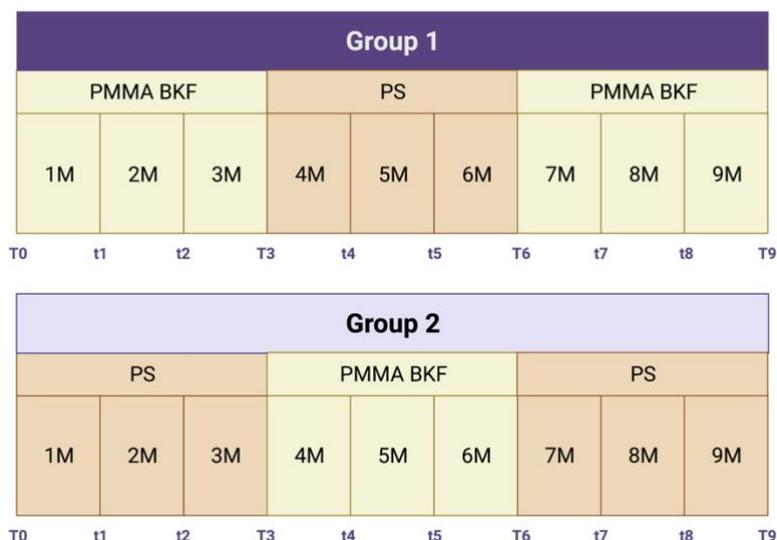 Group 1
PMMA BKF PS PMMA BKF
1M 2M 3M 4M 5M 6M 7M 8M 9M
T0 t1 t2 T3 t4 t5 T6 t7 t8 T9
Group 2
PS PMMA BKF PS
1M 2M 3M 4M 5M 6M 7M 8M 9M
T0 t1 t2 T3 t4 t5 T6 t7 t8 T9